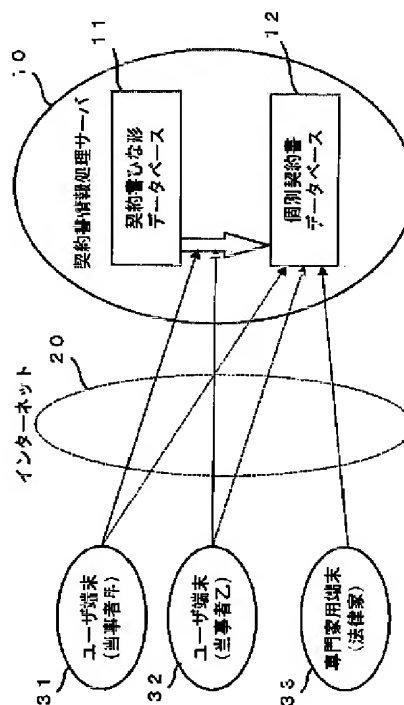 10
契約書情報処理サーバ
11
契約書ひな形
データベース
12
個別契約書
データベース
20
インターネット
31
ユーザ端末
(当事者甲)
32
ユーザ端末
(当事者乙)
33
専門家用端末
(法律家)